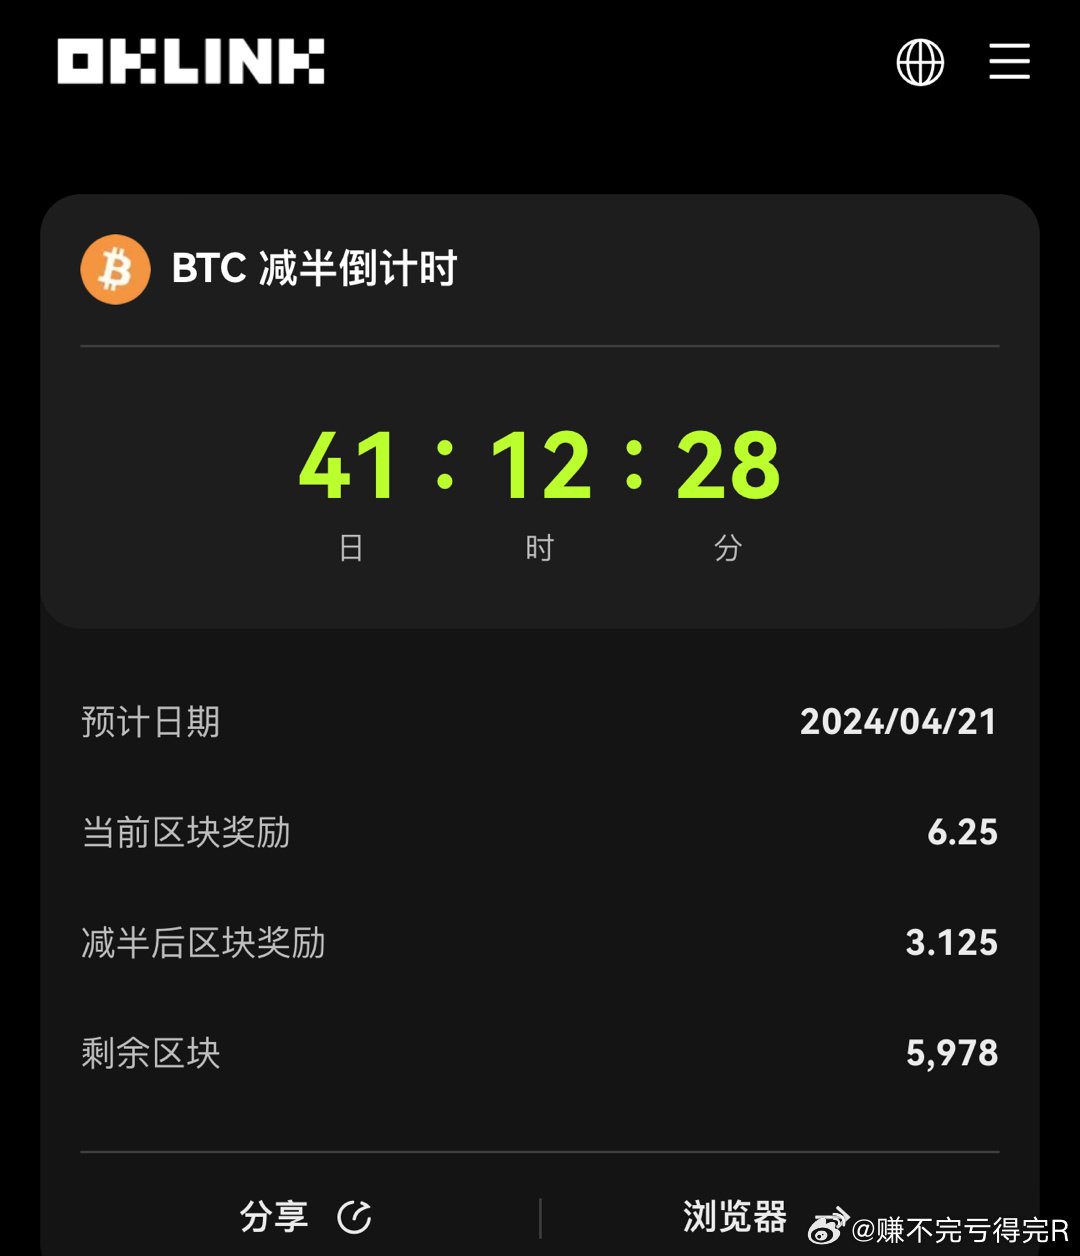 OKLINK
BTC 减半倒计时
41 : 12 : 28
日 时 分
预计日期 2024/04/21
当前区块奖励 6.25
减半后区块奖励 3.125
剩余区块 5,978
分享 浏览器
@赚不完亏得完R